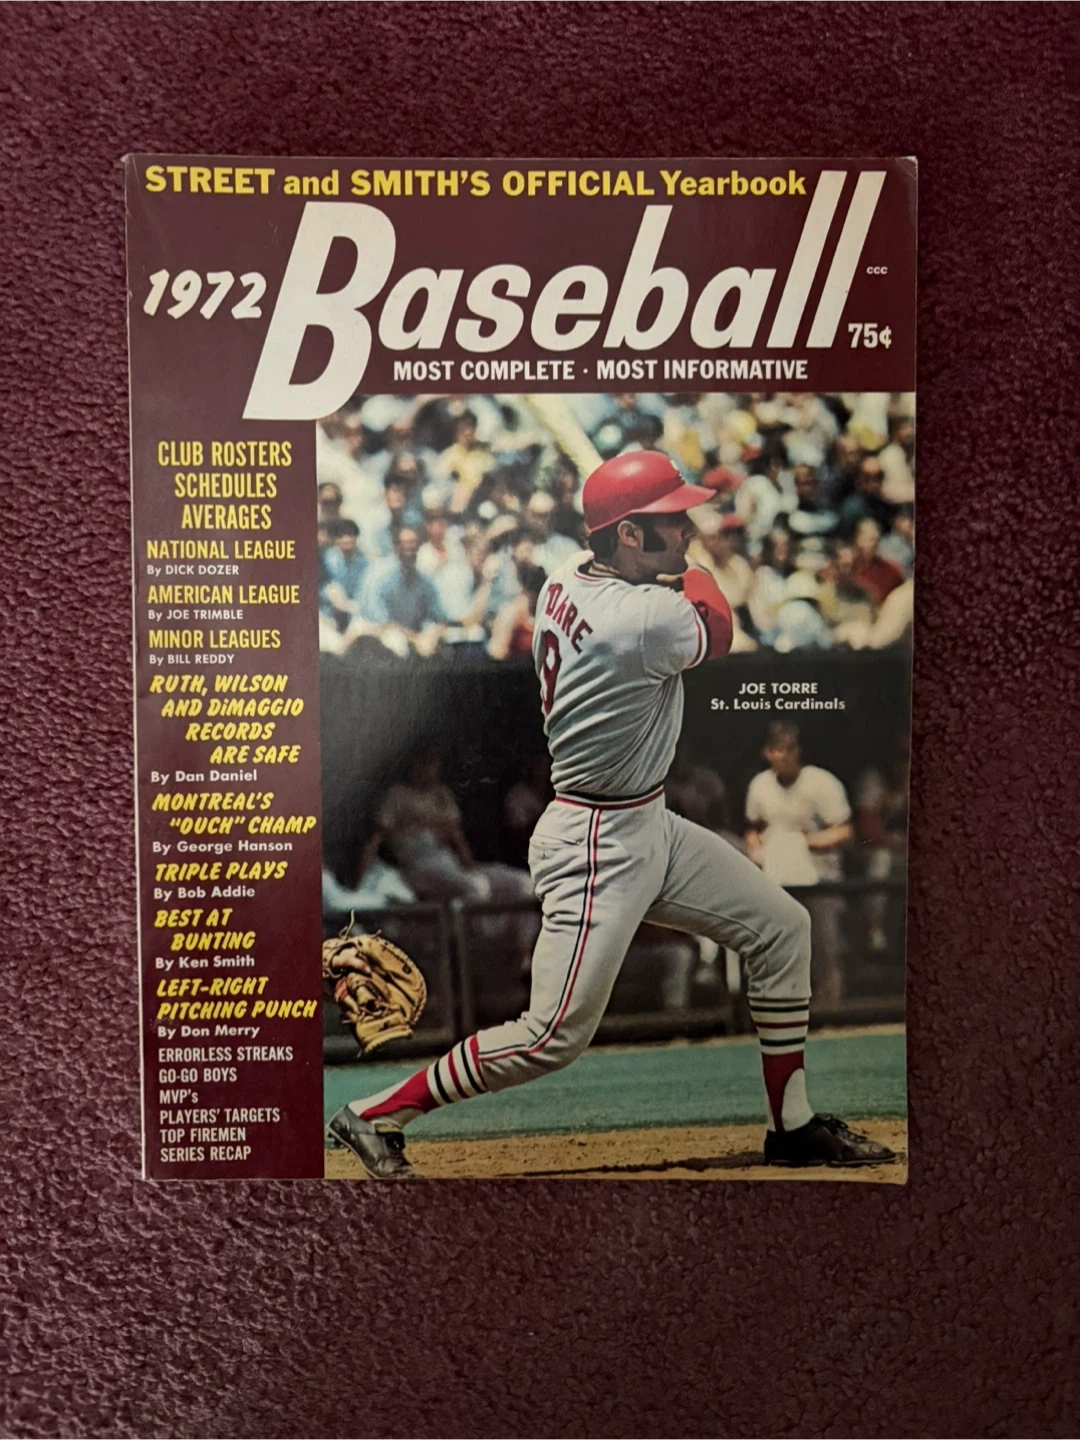 STREET and SMITH'S OFFICIAL Yearbook
1972 Baseball
ccc
75¢
MOST COMPLETE · MOST INFORMATIVE
CLUB ROSTERS
SCHEDULES
AVERAGES
NATIONAL LEAGUE
By DICK DOZER
AMERICAN LEAGUE
By JOE TRIMBLE
MINOR LEAGUES
By BILL REDDY
RUTH, WILSON
AND DiMAGGIO
RECORDS
ARE SAFE
By Dan Daniel
MONTREAL'S
"OUCH" CHAMP
By George Hanson
TRIPLE PLAYS
By Bob Addie
BEST AT
BUNTING
By Ken Smith
LEFT-RIGHT
PITCHING PUNCH
By Don Merry
ERRORLESS STREAKS
GO-GO BOYS
MVP's
PLAYERS' TARGETS
TOP FIREMEN
SERIES RECAP
9
JOE TORRE
St. Louis Cardinals